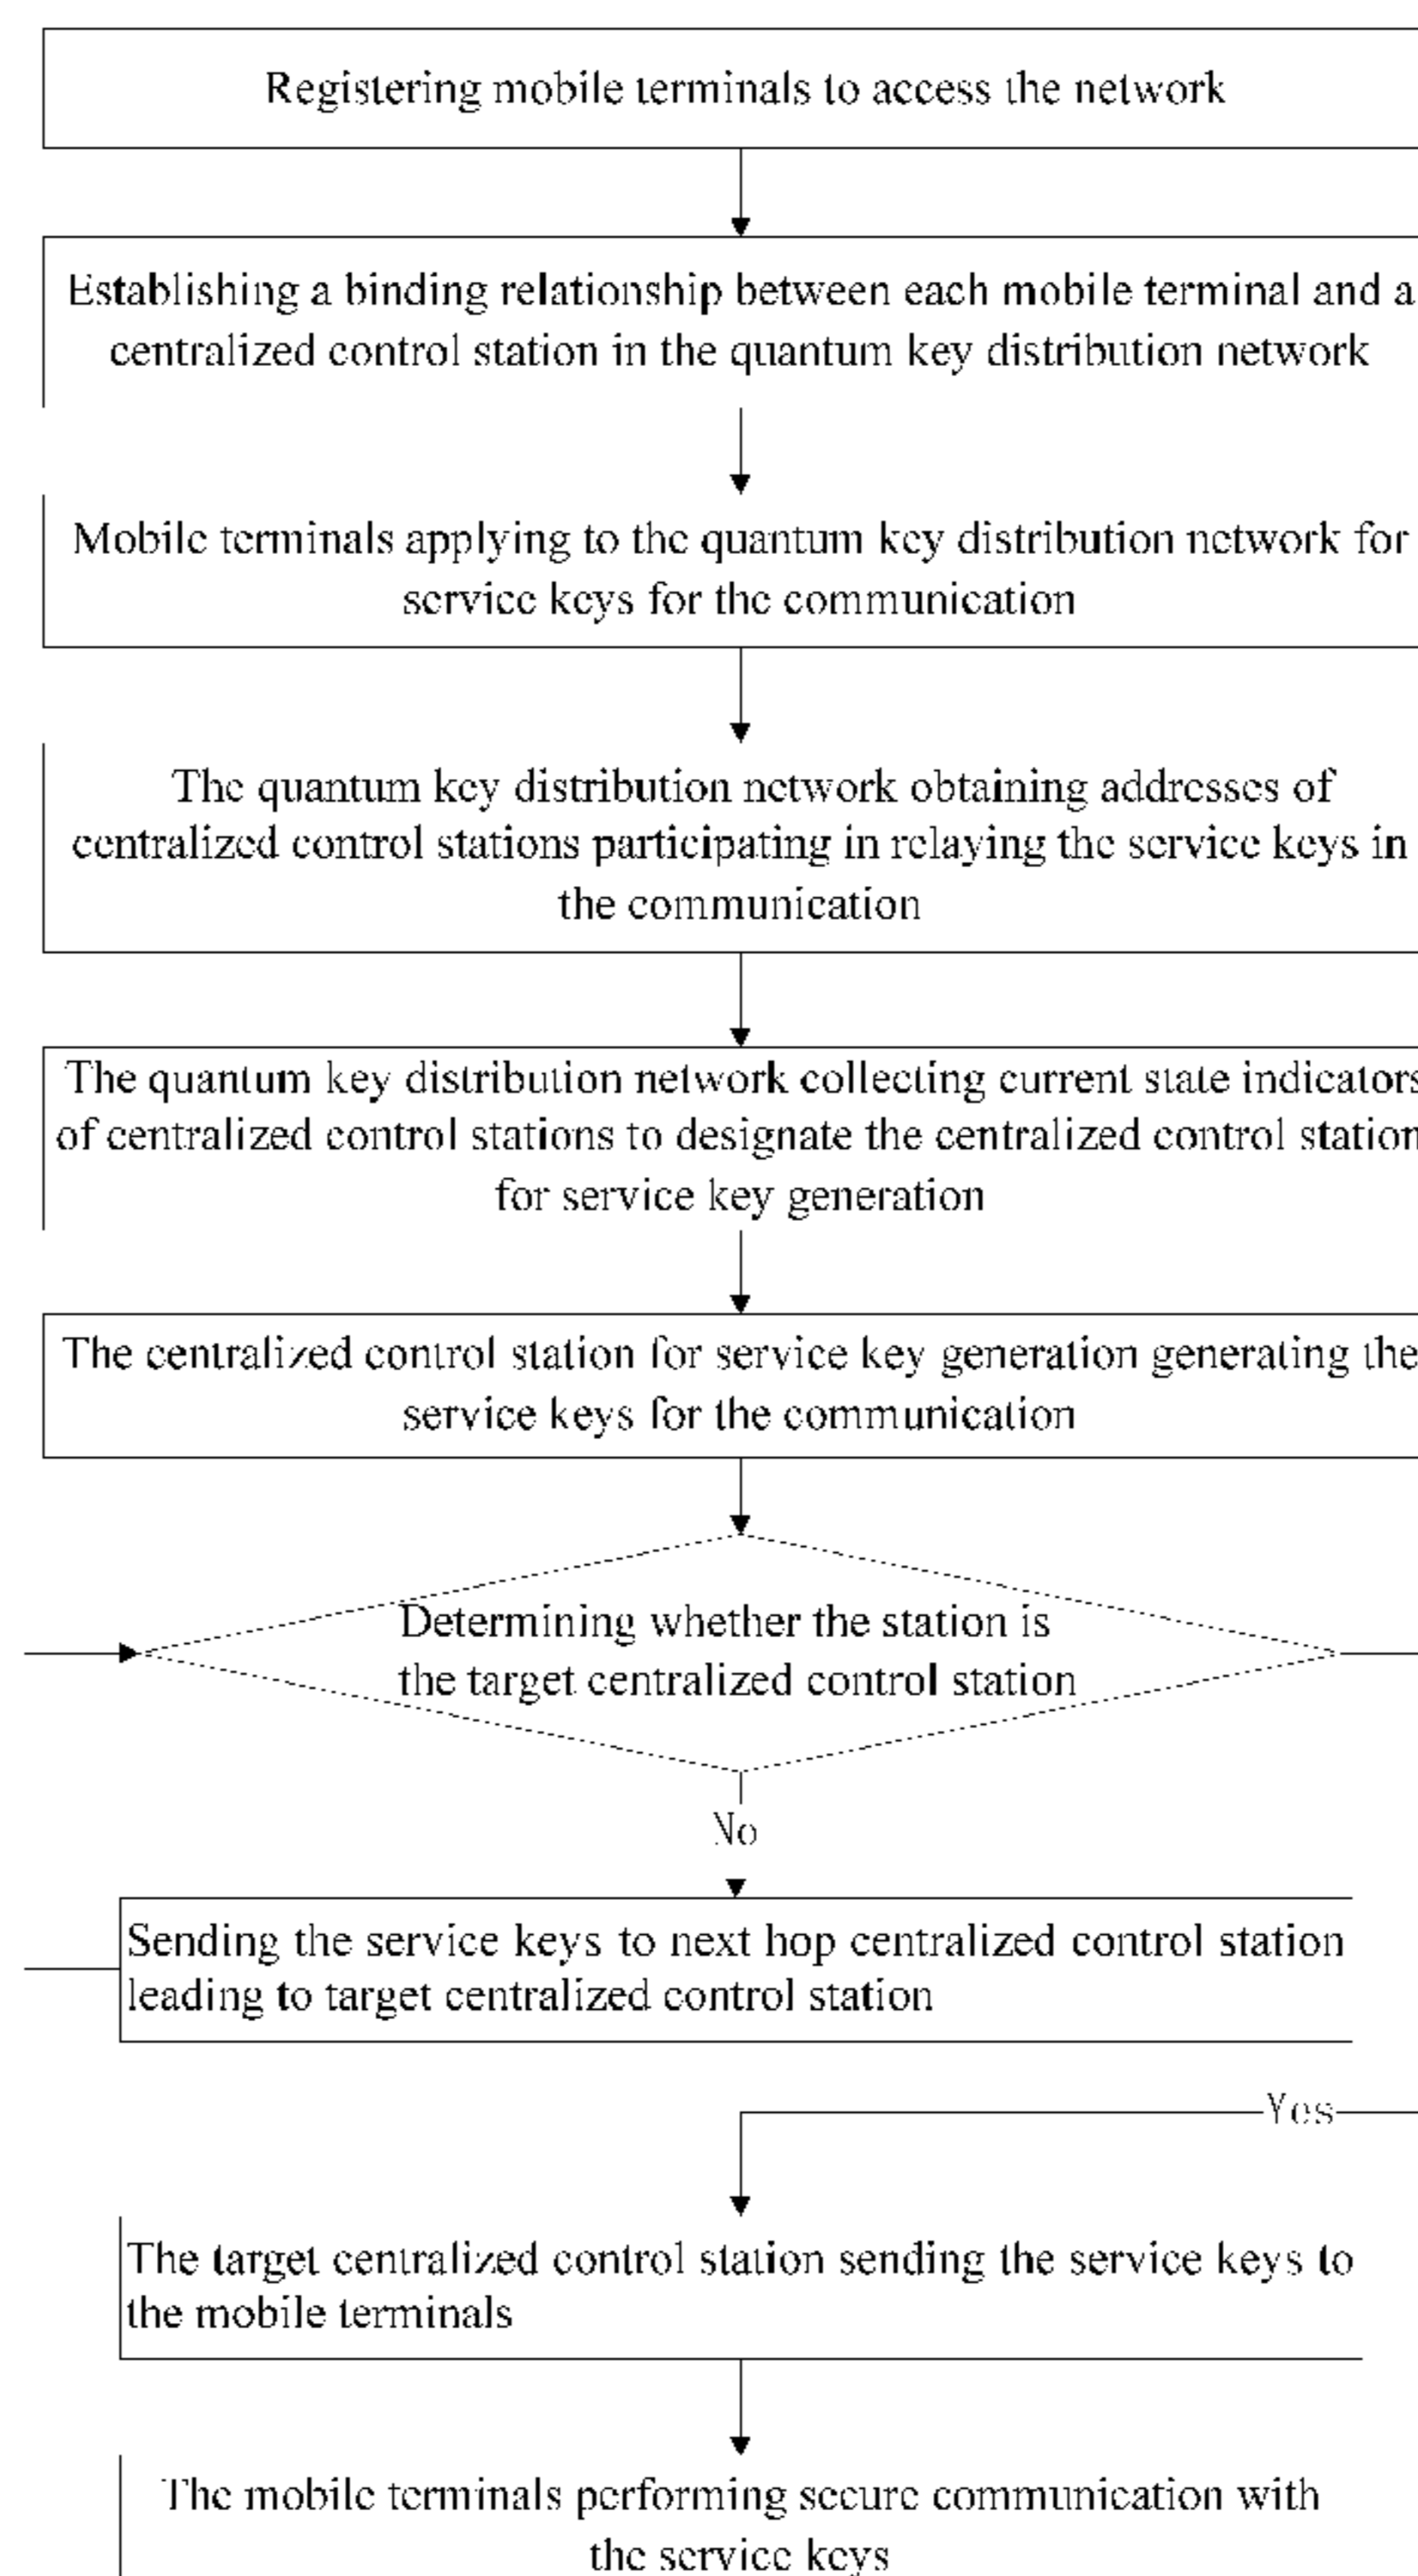 Registering mobile terminals to access the network
Establishing a binding relationship between each mobile terminal and a
centralized control station in the quantum key distribution network
Mobile terminals applying to the quantum key distribution network for
service keys for the communication
The quantum key distribution network obtaining addresses of
centralized control stations participating in relaying the service keys in
the communication
The quantum key distribution network collecting current state indicators
of centralized control stations to designate the centralized control station
for service key generation
The centralized control station for service key generation generating the
service keys for the communication
Determining whether the station is
the target centralized control station
No
Sending the service keys to next hop centralized control station
leading to target centralized control station
Yes
The target centralized control station sending the service keys to
the mobile terminals
The mobile terminals performing secure communication with
the service keys